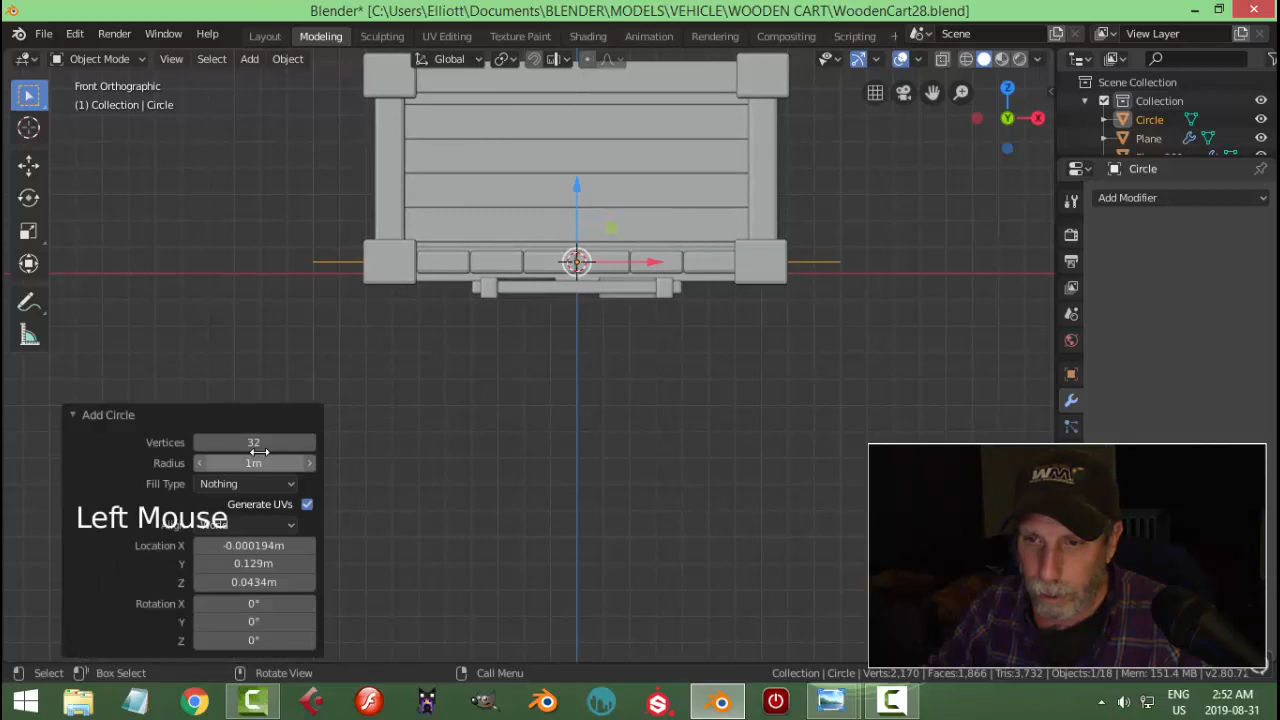 Blender* [C:\Users\Elliott\Documents\BLENDER\MODELS\VEHICLE\WOODEN CART\WoodenCart28.blend]
File Edit Render Window Help Layout Modeling Sculpting UV Editing Texture Paint Shading Animation Rendering Compositing Scripting + Scene View Layer
Object Mode View Select Add Object Global
Front Orthographic
(1) Collection | Circle
Z
Y
X
Scene Collection
Collection
Circle
Plane
Circle
Add Modifier
Add Circle
Vertices 32
Radius 1m
Fill Type Nothing
Generate UVs
Left Mouse
World
Location X -0.000194m
Y 0.129m
Z 0.0434m
Rotation X 0°
Y 0°
Z 0°
WM
Select Box Select Rotate View Call Menu Collection | Circle | Verts:2,170 | Faces:1,866 | Tris:3,732 | Objects:1/18 | Mem: 151.4 MB | v2.80.71
ENG
US
2:52 AM
2019-08-31